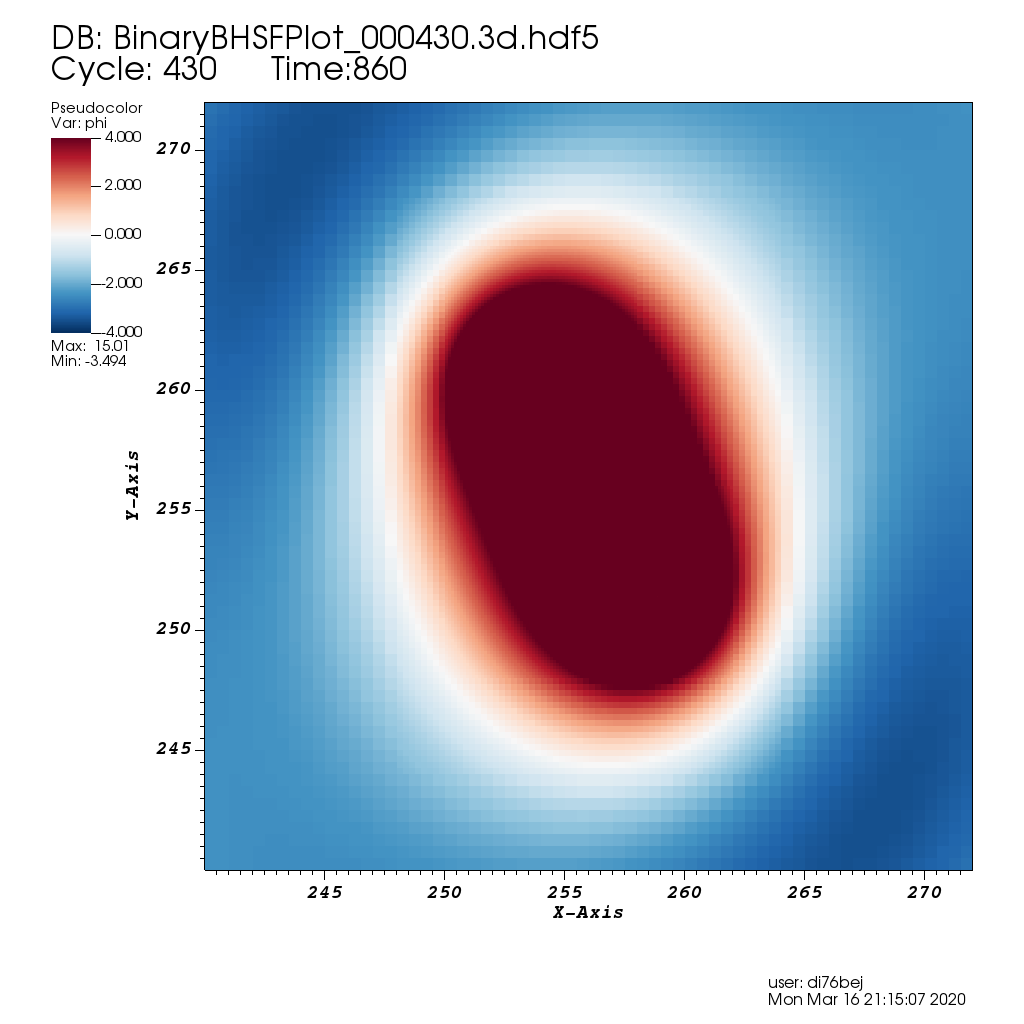 DB: BinaryBHSFPlot_000430.3d.hdf5
Cycle: 430 Time:860
Pseudocolor
Var: phi
4.000
2.000
0.000
-2.000
-4.000
Max: 15.01
Min: -3.494
270
265
260
255
250
245
Y-Axis
245 250 255 260 265 270
X-Axis
user: di76bej
Mon Mar 16 21:15:07 2020